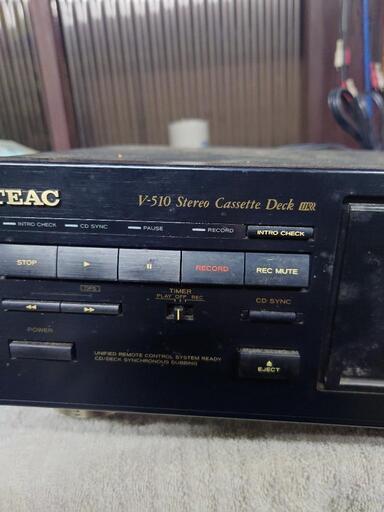 TEAC
V-510 Stereo Cassette Deck
INTRO CHECK CD SYNC PAUSE RECORD INTRO CHECK
STOP RECORD REC MUTE
TIMER
PLAY OFF REC
CD SYNC
POWER
UNIFIED REMOTE CONTROL SYSTEM READY
CD/DECK SYNCHRONOUS DUBBING
EJECT